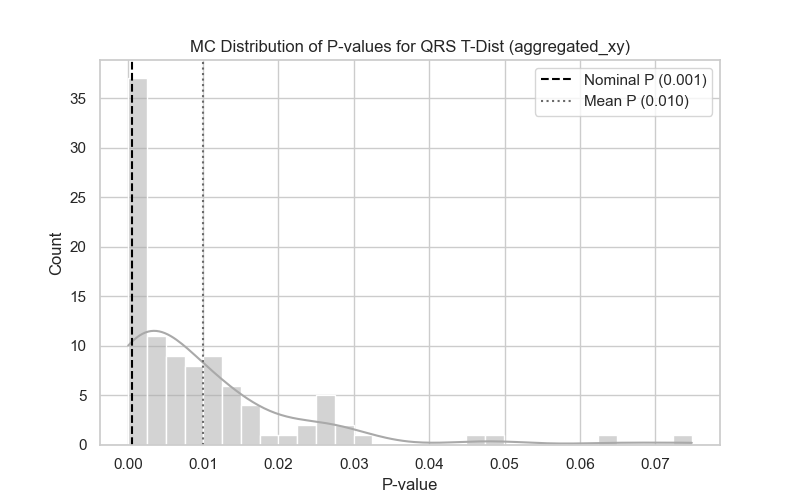 MC Distribution of P-values for QRS T-Dist (aggregated_xy)
Nominal P (0.001)
Mean P (0.010)
Count
35
30
25
20
15
10
5
0
0.00 0.01 0.02 0.03 0.04 0.05 0.06 0.07
P-value